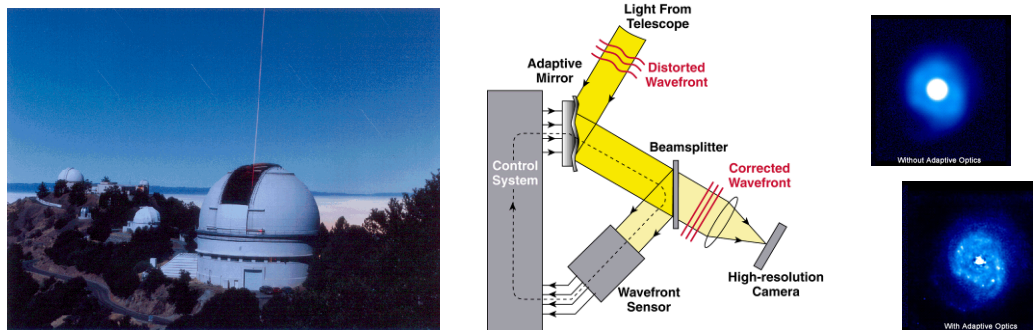 Light From
Telescope
Adaptive
Mirror
Distorted
Wavefront
Beamsplitter
Control
System
Corrected
Wavefront
Wavefront
Sensor
High-resolution
Camera
Without Adaptive Optics
With Adaptive Optics